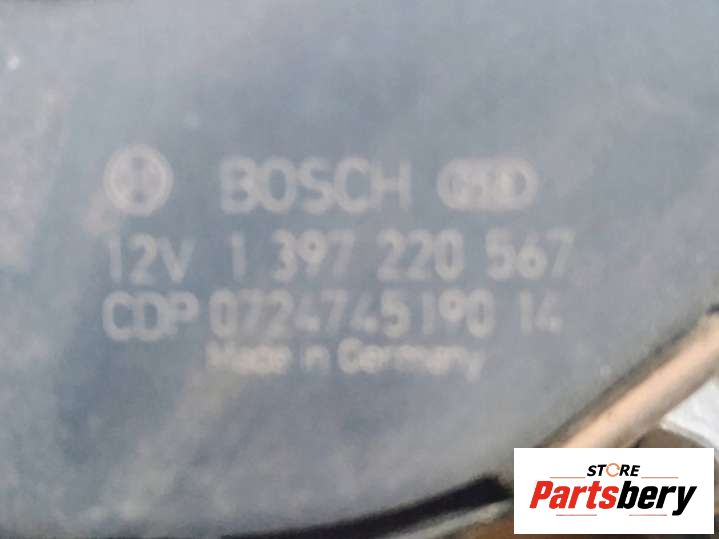 BOSCH
12V 1 397 220 567
CDP 0724745190 14
Made in Germany
STORE
Partsbery